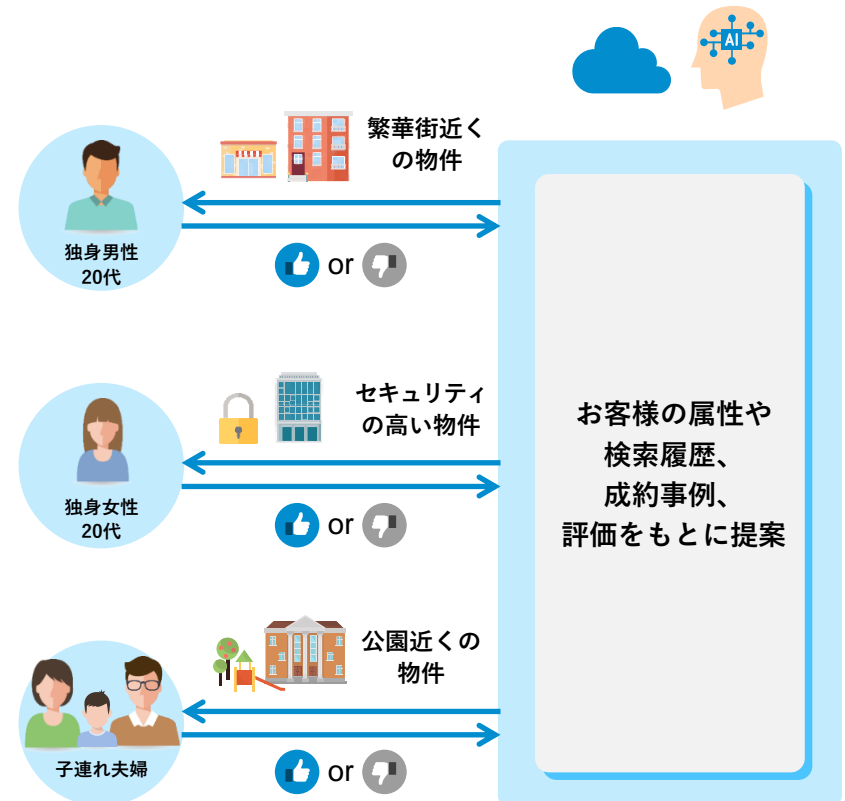 AI
繁華街近く
の物件
独身男性
20代
or
セキュリティ
の高い物件
独身女性
20代
or
公園近くの
物件
子連れ夫婦
or
お客様の属性や
検索履歴、
成約事例、
評価をもとに提案